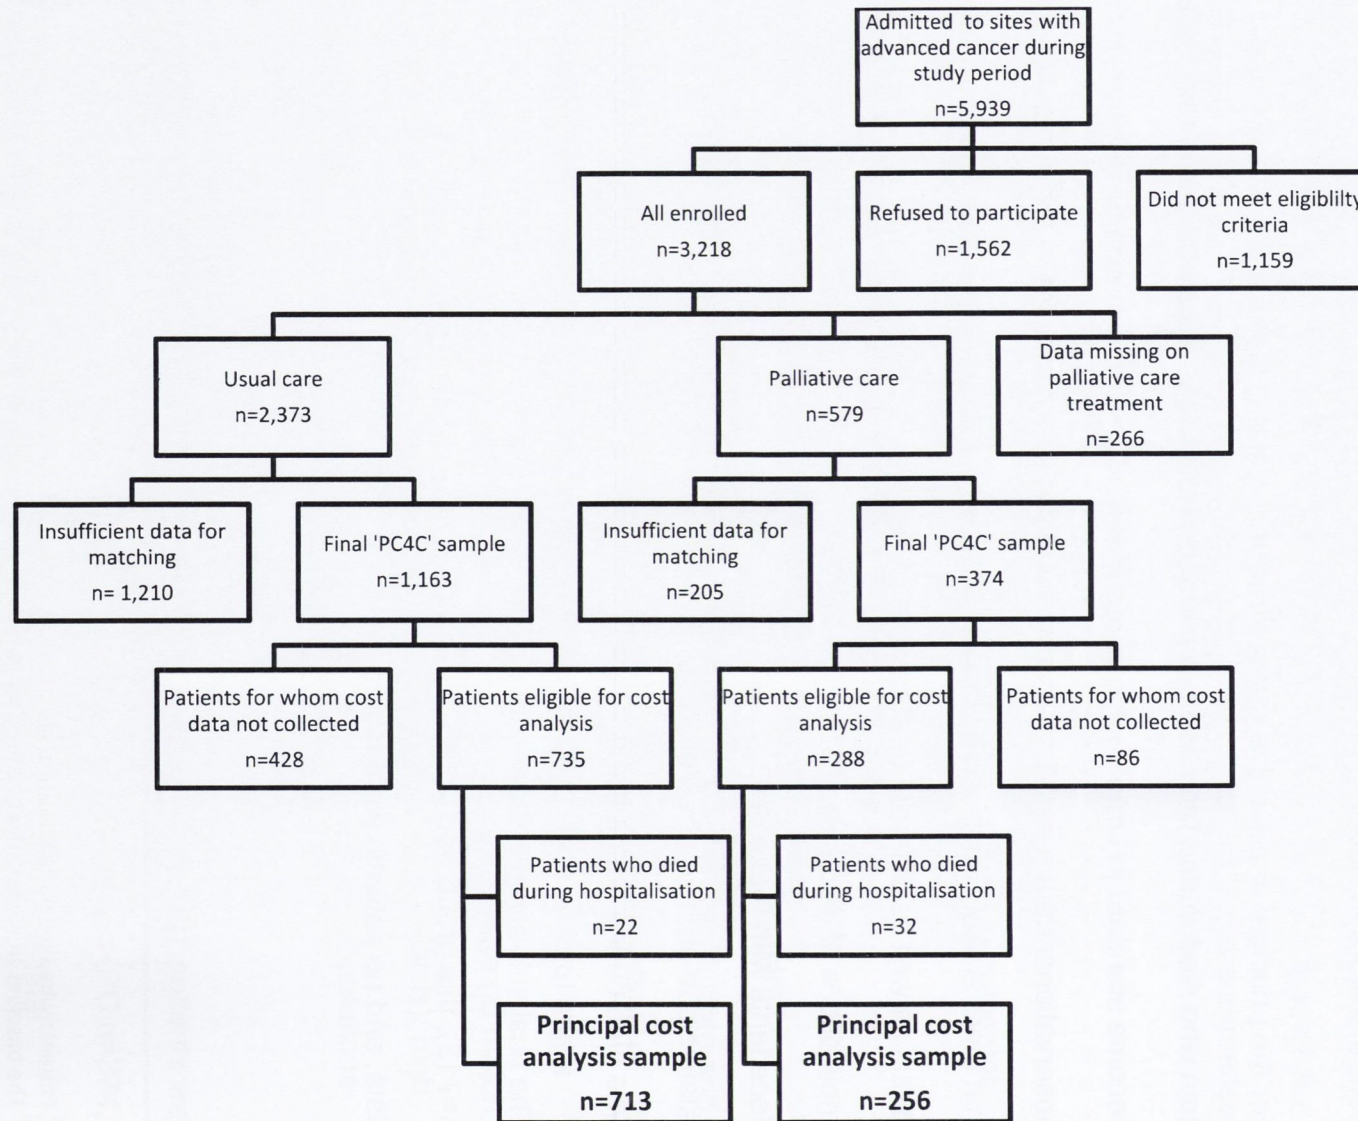 Admitted to sites with
advanced cancer during
study period
n=5,939
All enrolled
n=3,218
Refused to participate
n=1,562
Did not meet eligiblilty
criteria
n=1,159
Usual care
n=2,373
Palliative care
n=579
Data missing on
palliative care
treatment
n=266
Insufficient data for
matching
n= 1,210
Final 'PC4C' sample
n=1,163
Insufficient data for
matching
n=205
Final 'PC4C' sample
n=374
Patients for whom cost
data not collected
n=428
Patients eligible for cost
analysis
n=735
Patients eligible for cost
analysis
n=288
Patients for whom cost
data not collected
n=86
Patients who died
during hospitalisation
n=22
Patients who died
during hospitalisation
n=32
Principal cost
analysis sample
n=713
Principal cost
analysis sample
n=256